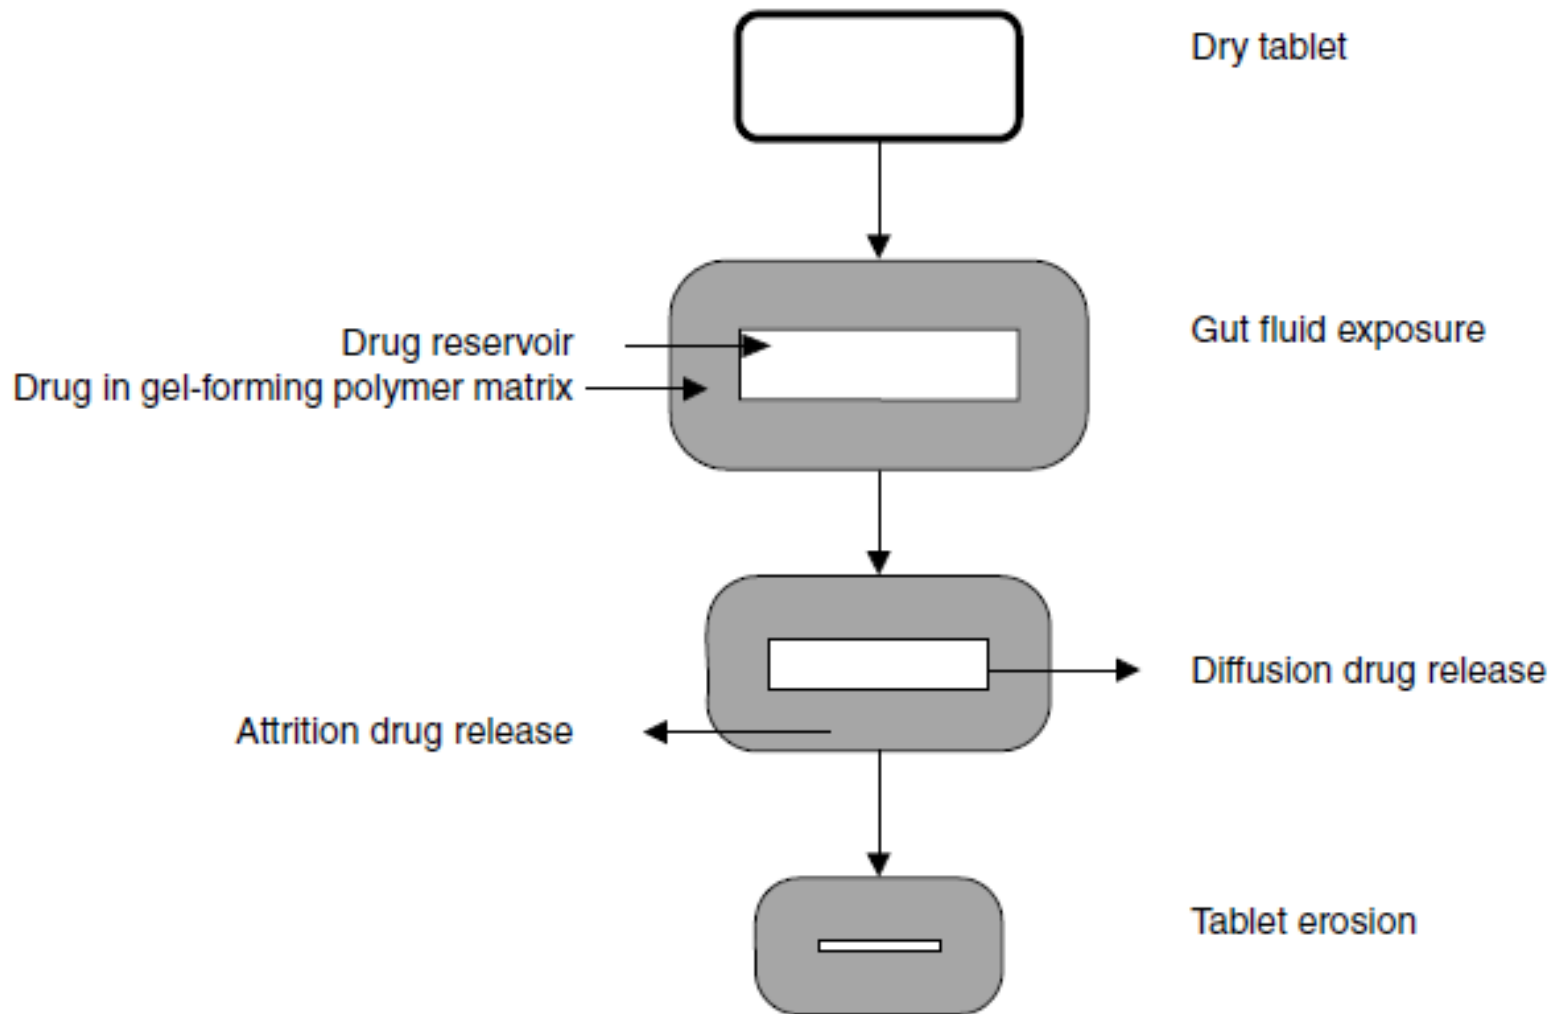 Dry tablet
Gut fluid exposure
Drug reservoir
Drug in gel-forming polymer matrix
Diffusion drug release
Attrition drug release
Tablet erosion